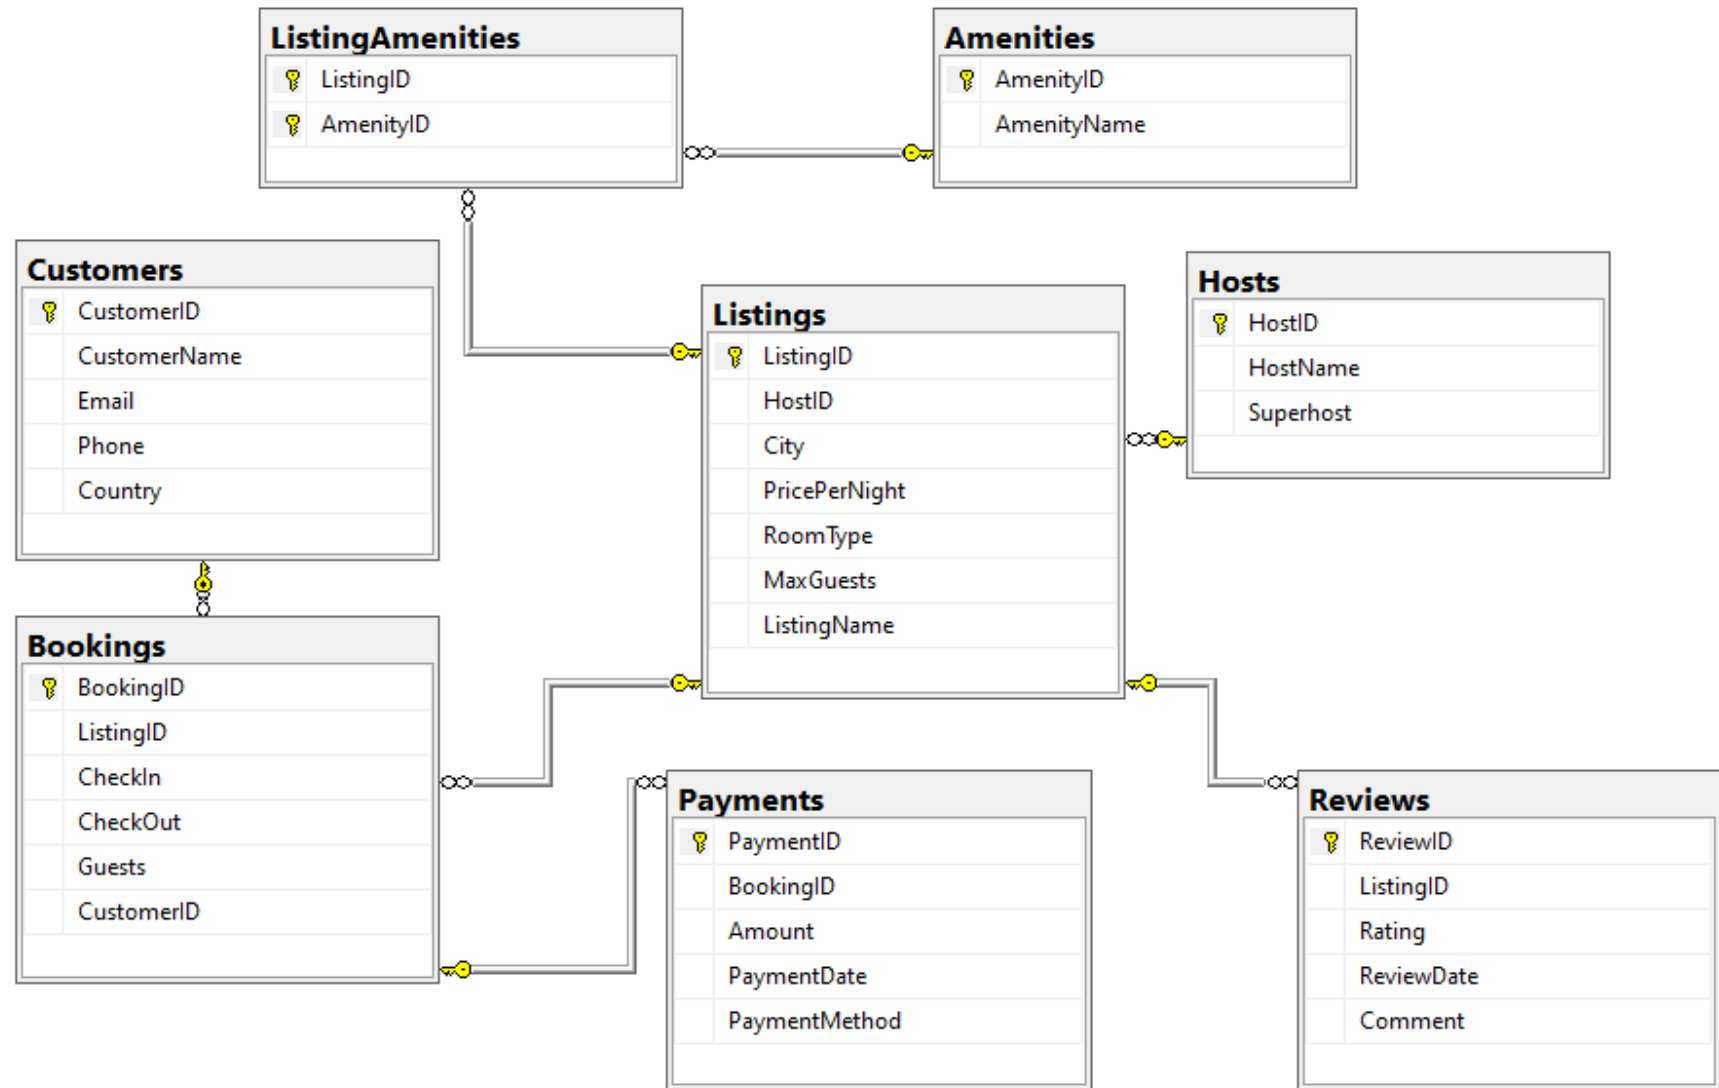 ListingAmenities
ListingID
AmenityID
Amenities
AmenityID
AmenityName
Customers
CustomerID
CustomerName
Email
Phone
Country
Listings
ListingID
HostID
City
PricePerNight
RoomType
MaxGuests
ListingName
Hosts
HostID
HostName
Superhost
Bookings
BookingID
ListingID
CheckIn
CheckOut
Guests
CustomerID
Payments
PaymentID
BookingID
Amount
PaymentDate
PaymentMethod
Reviews
ReviewID
ListingID
Rating
ReviewDate
Comment